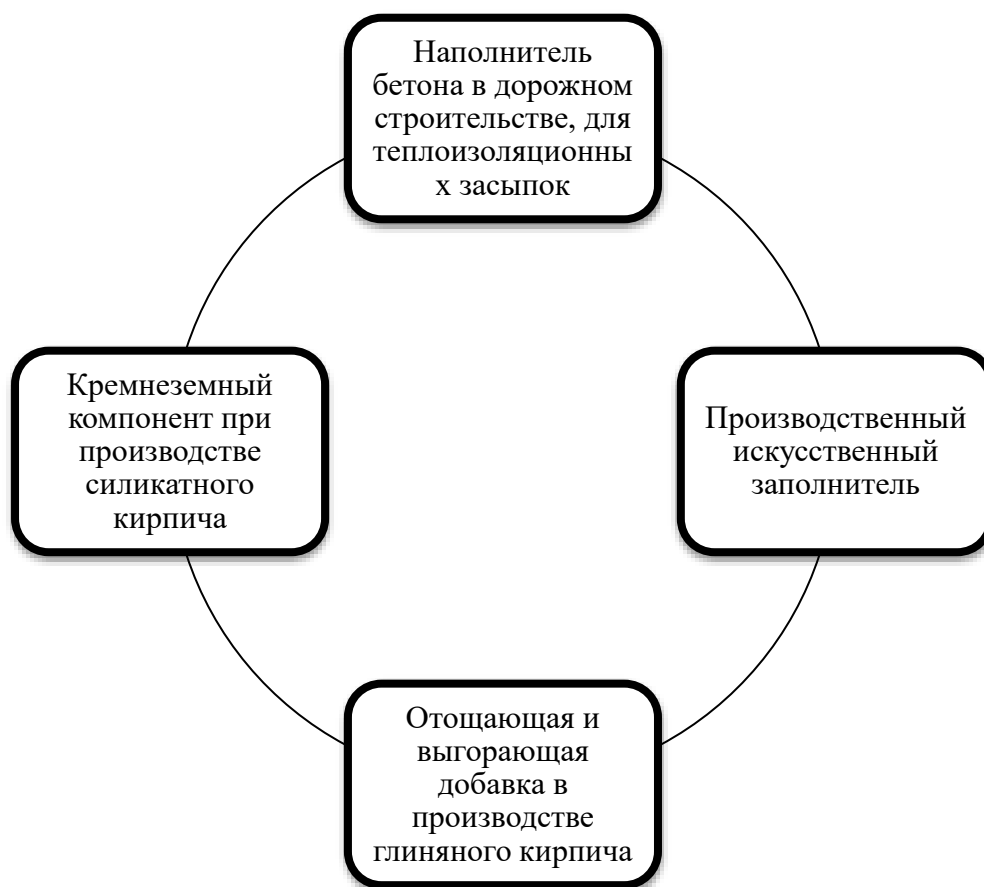 Наполнитель
бетона в дорожном
строительстве, для
теплоизоляционны
х засыпок
Производственный
искусственный
заполнитель
Отощающая и
выгорающая
добавка в
производстве
глиняного кирпича
Кремнеземный
компонент при
производстве
силикатного
кирпича